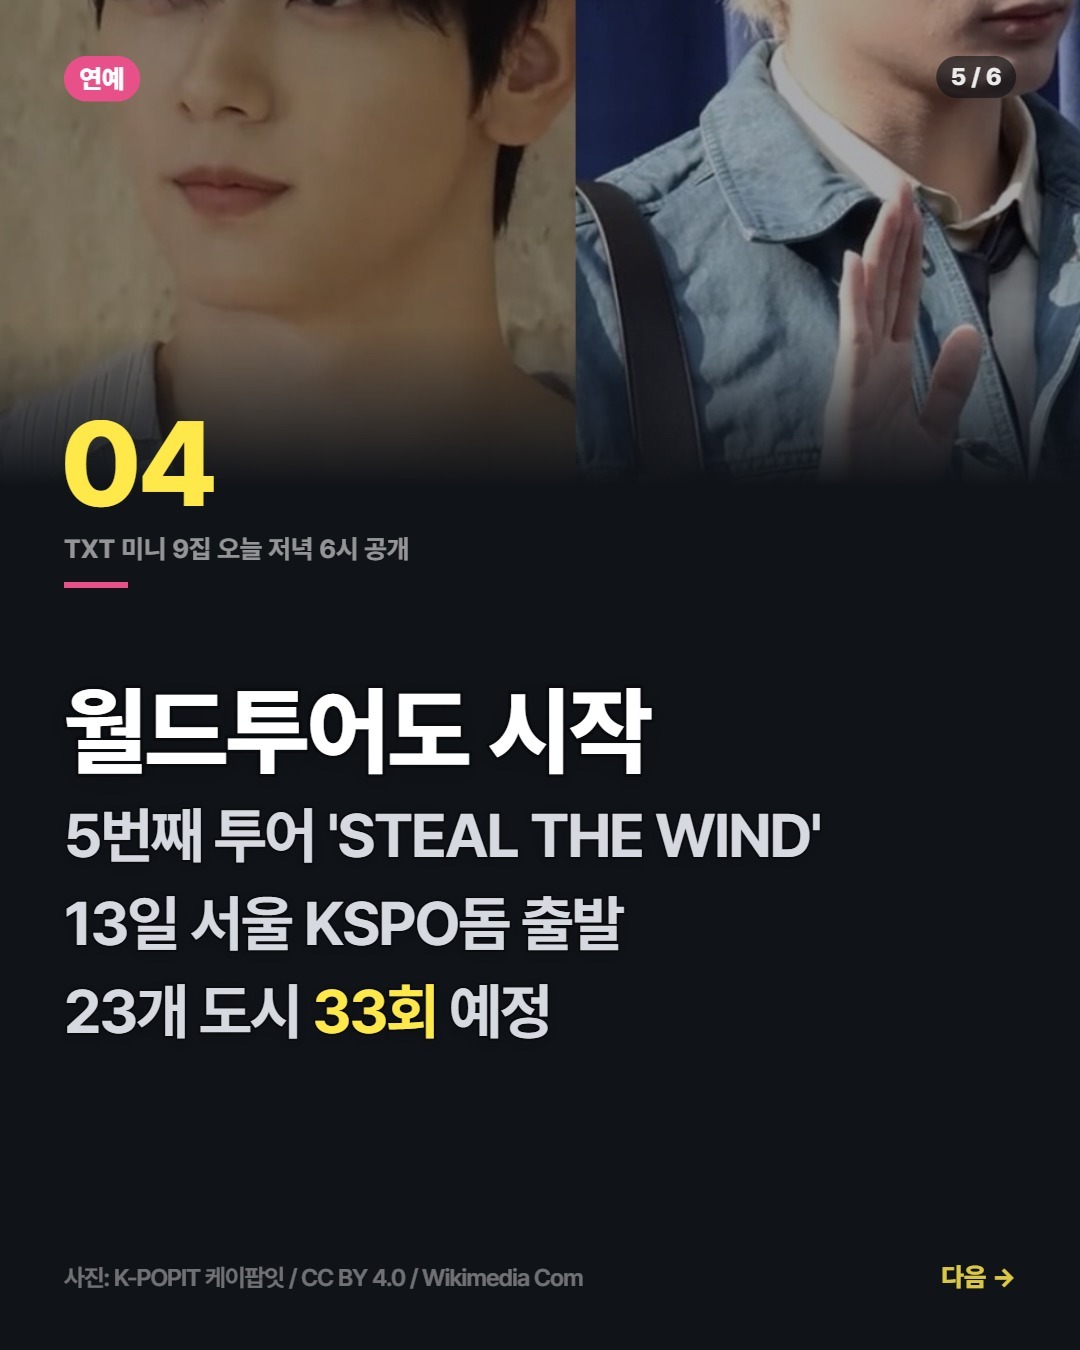 연예
5 / 6
04
TXT 미니 9집 오늘 저녁 6시 공개
월드투어도 시작
5번째 투어 'STEAL THE WIND'
13일 서울 KSPO돔 출발
23개 도시 33회 예정
사진: K-POPIT 케이팝잇 / CC BY 4.0 / Wikimedia Com
다음 →